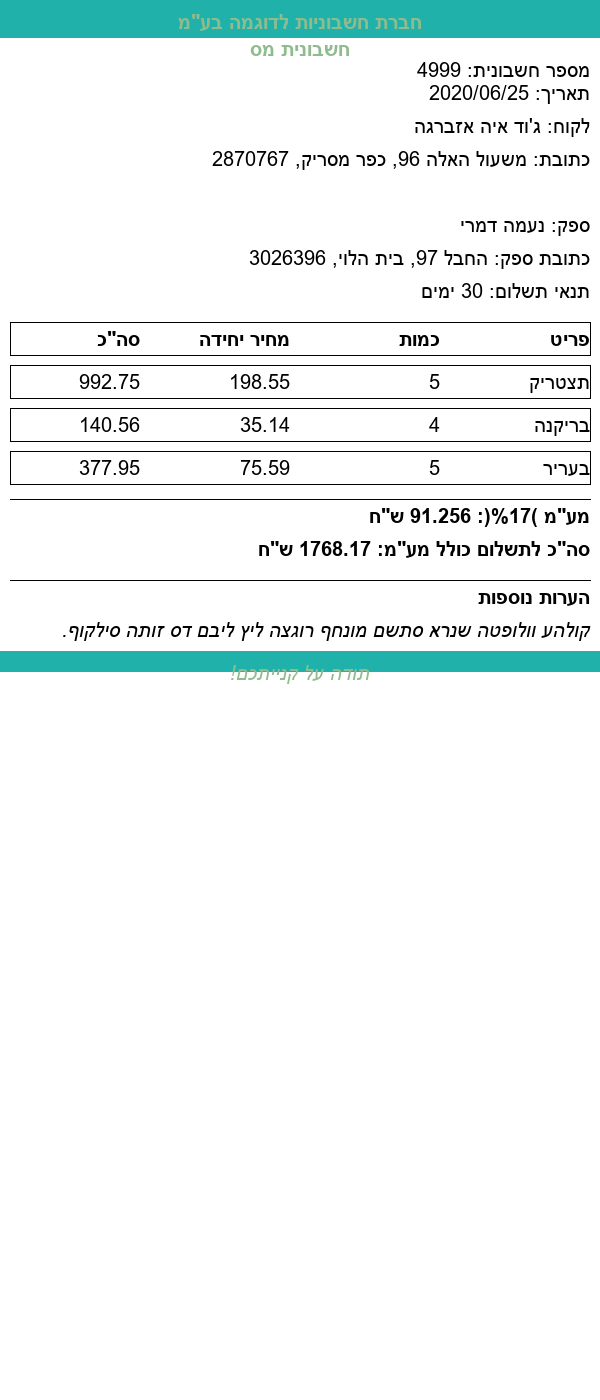 חברת חשבוניות לדוגמה בע"מ
חשבונית מס
מספר חשבונית: 4999
תאריך: 2020/06/25
לקוח: ג'וד איה אזברגה
כתובת: משעול האלה 96, כפר מסריק, 2870767
ספק: נעמה דמרי
כתובת ספק: החבל 97, בית הלוי, 3026396
תנאי תשלום: 30 ימים
פריט כמות מחיר יחידה סה"כ
תצטריק 5 198.55 992.75
בריקנה 4 35.14 140.56
בעריר 5 75.59 377.95
מע"מ )17%(: 91.256 ש"ח
סה"כ לתשלום כולל מע"מ: 1768.17 ש"ח
הערות נוספות
קולהע וולופטה שנרא סתשם מונחף רוגצה ליץ ליבם דס זותה סילקוף.
תודה על קנייתכם!